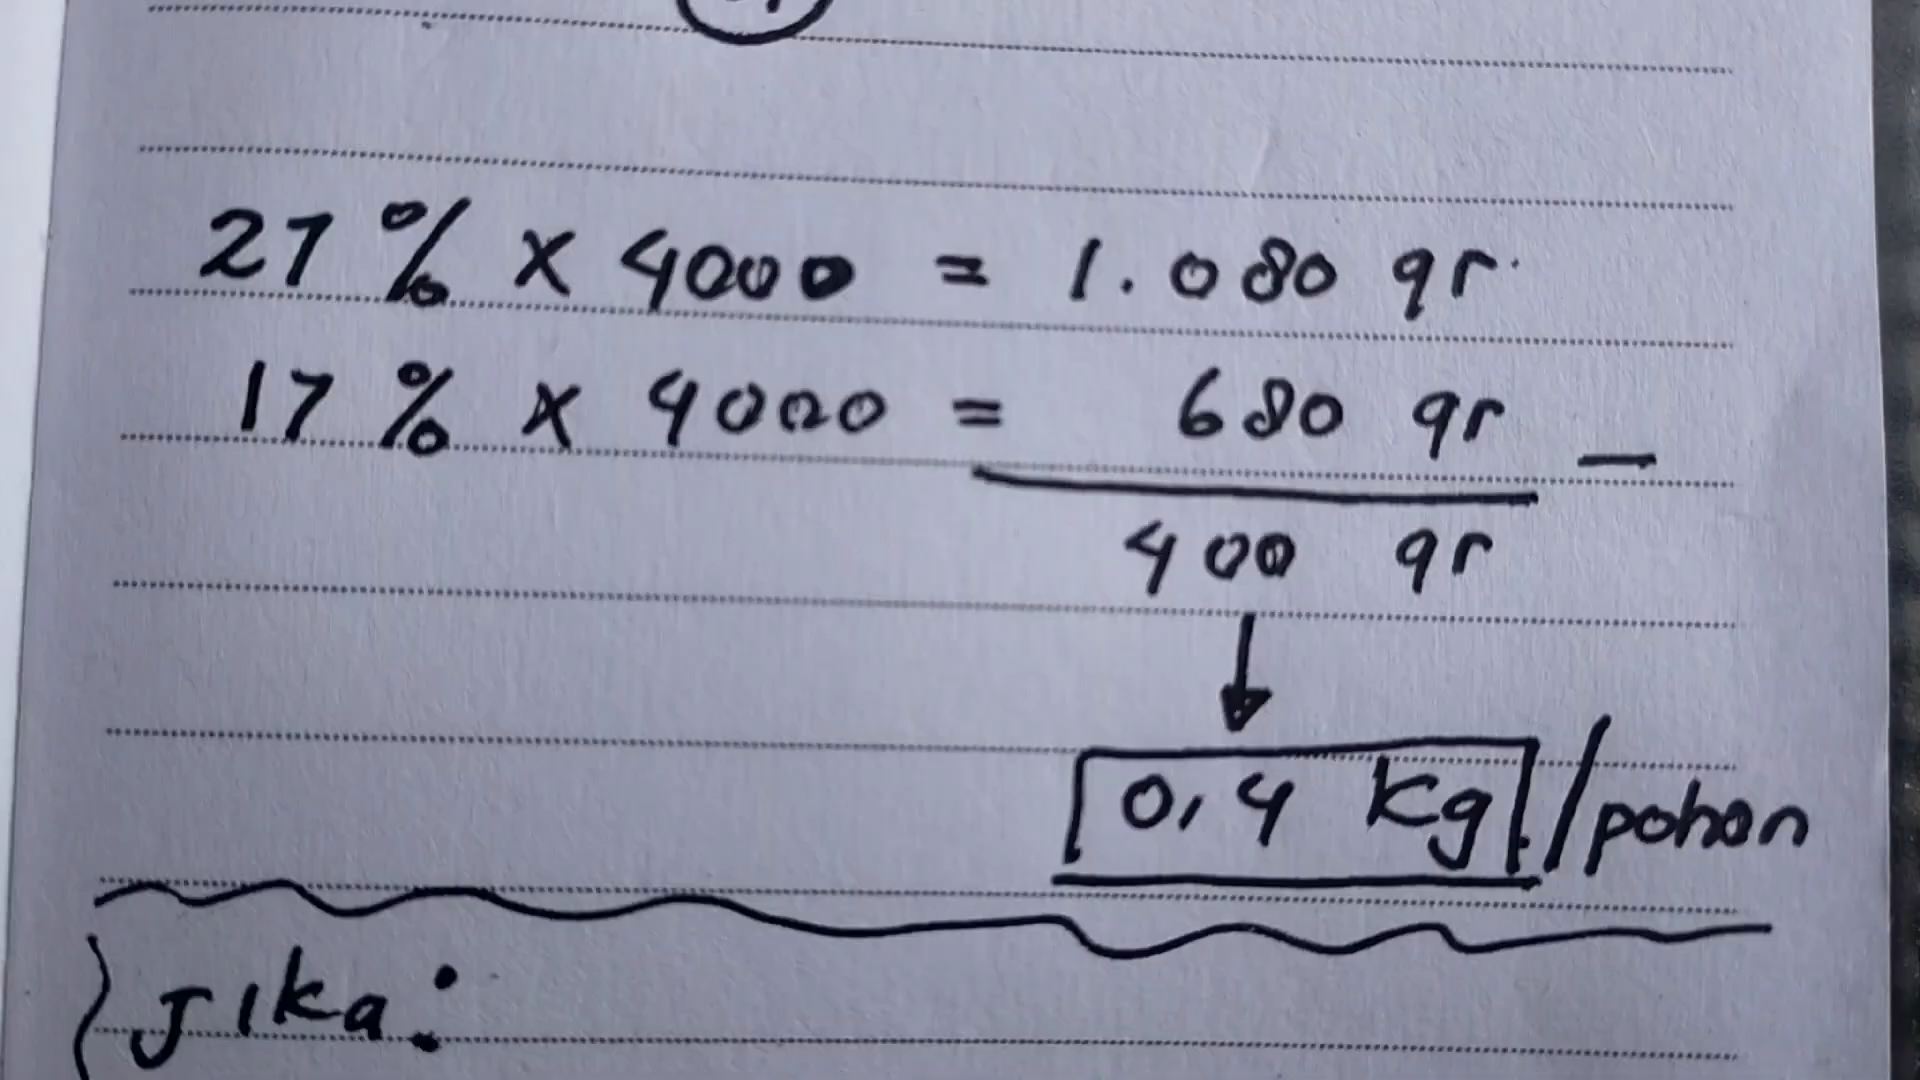 27 % x 4000 = 1.080 gr.
17 % x 4000 = 680 gr –
400 gr
0,4 kg /pohon
Jika: